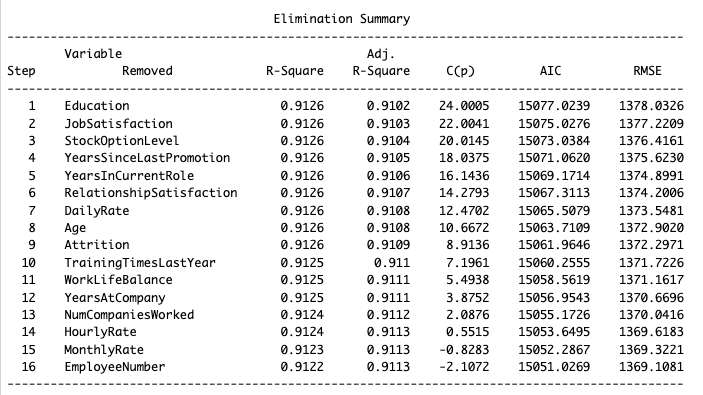 Elimination Summary
Variable Adj.
Step Removed R-Square R-Square C(p) AIC RMSE
1 Education 0.9126 0.9102 24.0005 15077.0239 1378.0326
2 JobSatisfaction 0.9126 0.9103 22.0041 15075.0276 1377.2209
3 StockOptionLevel 0.9126 0.9104 20.0145 15073.0384 1376.4161
4 YearsSinceLastPromotion 0.9126 0.9105 18.0375 15071.0620 1375.6230
5 YearsInCurrentRole 0.9126 0.9106 16.1436 15069.1714 1374.8991
6 RelationshipSatisfaction 0.9126 0.9107 14.2793 15067.3113 1374.2006
7 DailyRate 0.9126 0.9108 12.4702 15065.5079 1373.5481
8 Age 0.9126 0.9108 10.6672 15063.7109 1372.9020
9 Attrition 0.9126 0.9109 8.9136 15061.9646 1372.2971
10 TrainingTimesLastYear 0.9125 0.911 7.1961 15060.2555 1371.7226
11 WorkLifeBalance 0.9125 0.9111 5.4938 15058.5619 1371.1617
12 YearsAtCompany 0.9125 0.9111 3.8752 15056.9543 1370.6696
13 NumCompaniesWorked 0.9124 0.9112 2.0876 15055.1726 1370.0416
14 HourlyRate 0.9124 0.9113 0.5515 15053.6495 1369.6183
15 MonthlyRate 0.9123 0.9113 -0.8283 15052.2867 1369.3221
16 EmployeeNumber 0.9122 0.9113 -2.1072 15051.0269 1369.1081